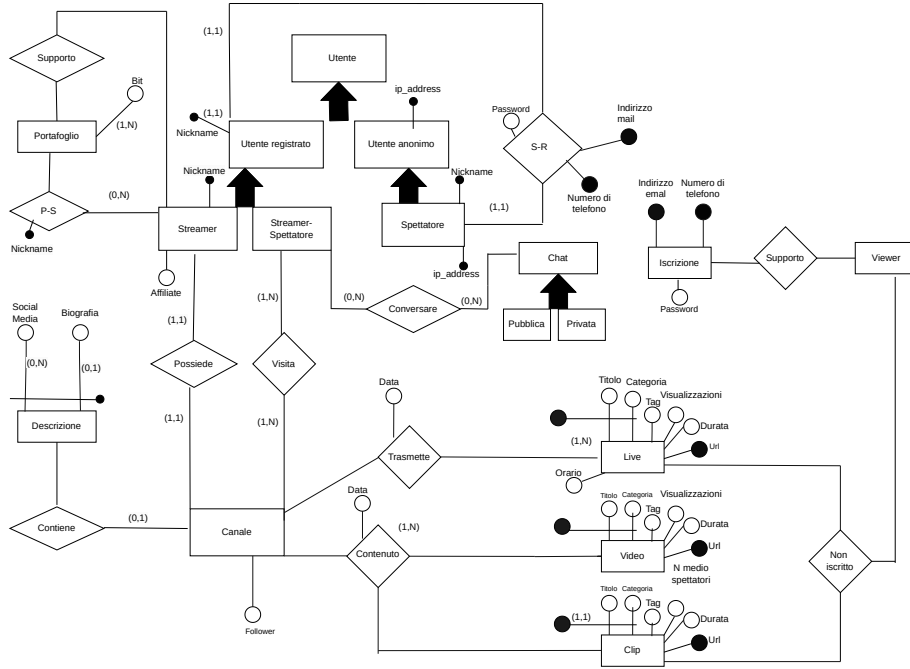 (1,1)
Utente
Supporto
Bit
ip_address
Indirizzo
mail
Password
(1,N)
(1,1)
Nickname
Portafoglio
Utente registrato
Utente anonimo
S-R
Nickname
Nickname
Numero di
telefono
Indirizzo
emal
Numero di
telefono
(0,N)
P-S
(1,1)
Nickname
Streamer
Streamer-
Spettatore
Spettatore
Chat
Iscrizione
Supporto
Viewer
ip_address
Affiliate
(1,N)
(0,N)
Conversare
(0,N)
Password
Social
Media
Biografia
(1,1)
Pubblica
Privata
(0,N)
(0,1)
Possiede
Visita
Data
Titolo
Categoria
Visualizzazioni
Tag
(1,1)
(1,N)
Descrizione
Durata
(1,N)
Url
Trasmette
Live
Orario
Data
Titolo
Categoria
Visualizzazioni
Tag
Durata
(0,1)
Contiene
Canale
(1,N)
Url
Contenuto
Video
Non
iscritto
N medio
spettatori
Titolo
Categoria
Tag
(1,1)
Durata
Follower
Url
Clip